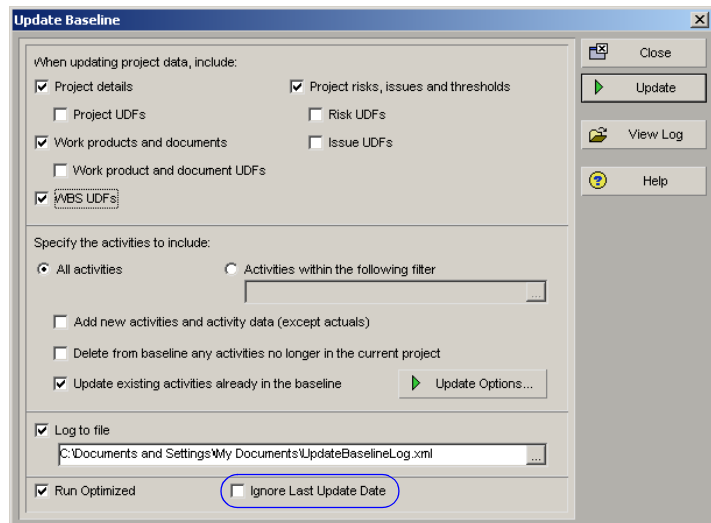 Update Baseline
When updating project data, include:
Project details
Project risks, issues and thresholds
Project UDFs
Risk UDFs
Work products and documents
Issue UDFs
Work product and document UDFs
WBS UDFs
Specify the activities to include:
All activities
Activities within the following filter
...
Add new activities and activity data (except actuals)
Delete from baseline any activities no longer in the current project
Update existing activities already in the baseline
Update Options...
Log to file
C:\Documents and Settings\My Documents\UpdateBaselineLog.xml
...
Run Optimized
Ignore Last Update Date
Close
Update
View Log
Help